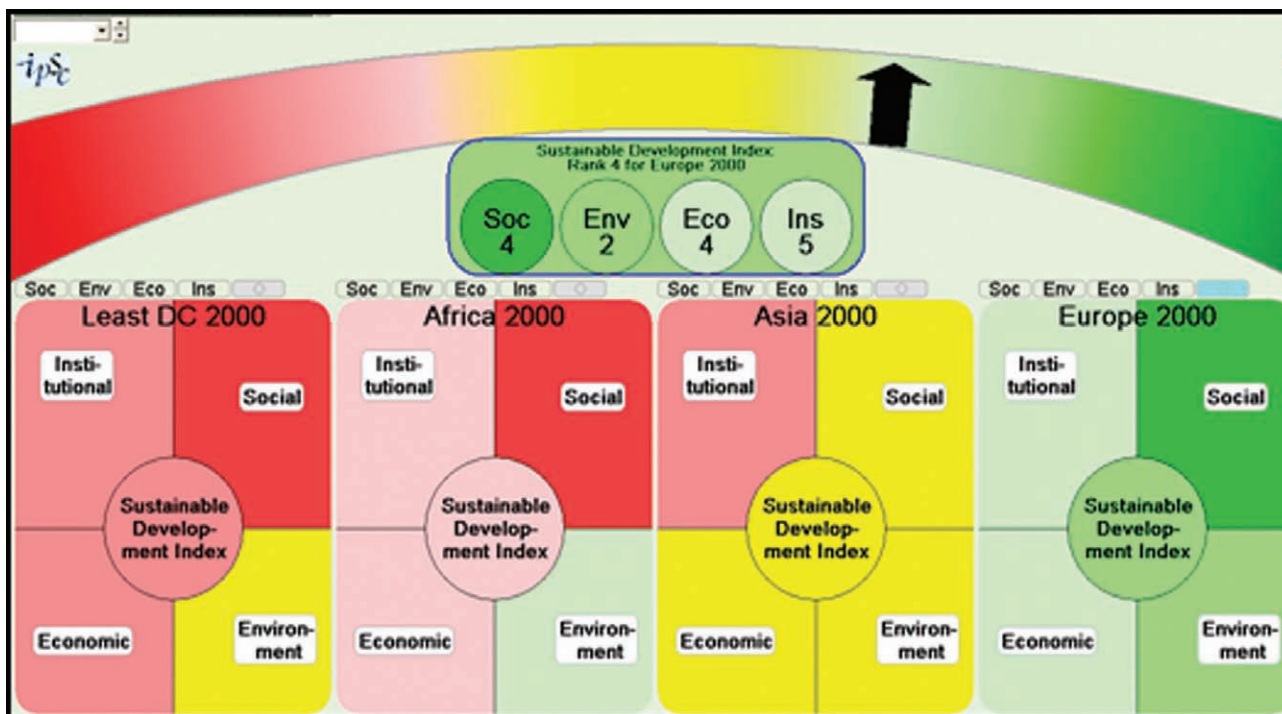 ipsc
Sustainable Development Index:
Rank 4 for Europe 2000
Soc
4
Env
2
Eco
4
Ins
5
Soc Env Eco Ins
Soc Env Eco Ins
Soc Env Eco Ins
Soc Env Eco Ins
Least DC 2000
Insti-
tutional
Social
Sustainable
Develop-
ment Index
Economic
Environ-
ment
Africa 2000
Insti-
tutional
Social
Sustainable
Develop-
ment Index
Economic
Environ-
ment
Asia 2000
Insti-
tutional
Social
Sustainable
Develop-
ment Index
Economic
Environ-
ment
Europe 2000
Insti-
tutional
Social
Sustainable
Develop-
ment Index
Economic
Environ-
ment